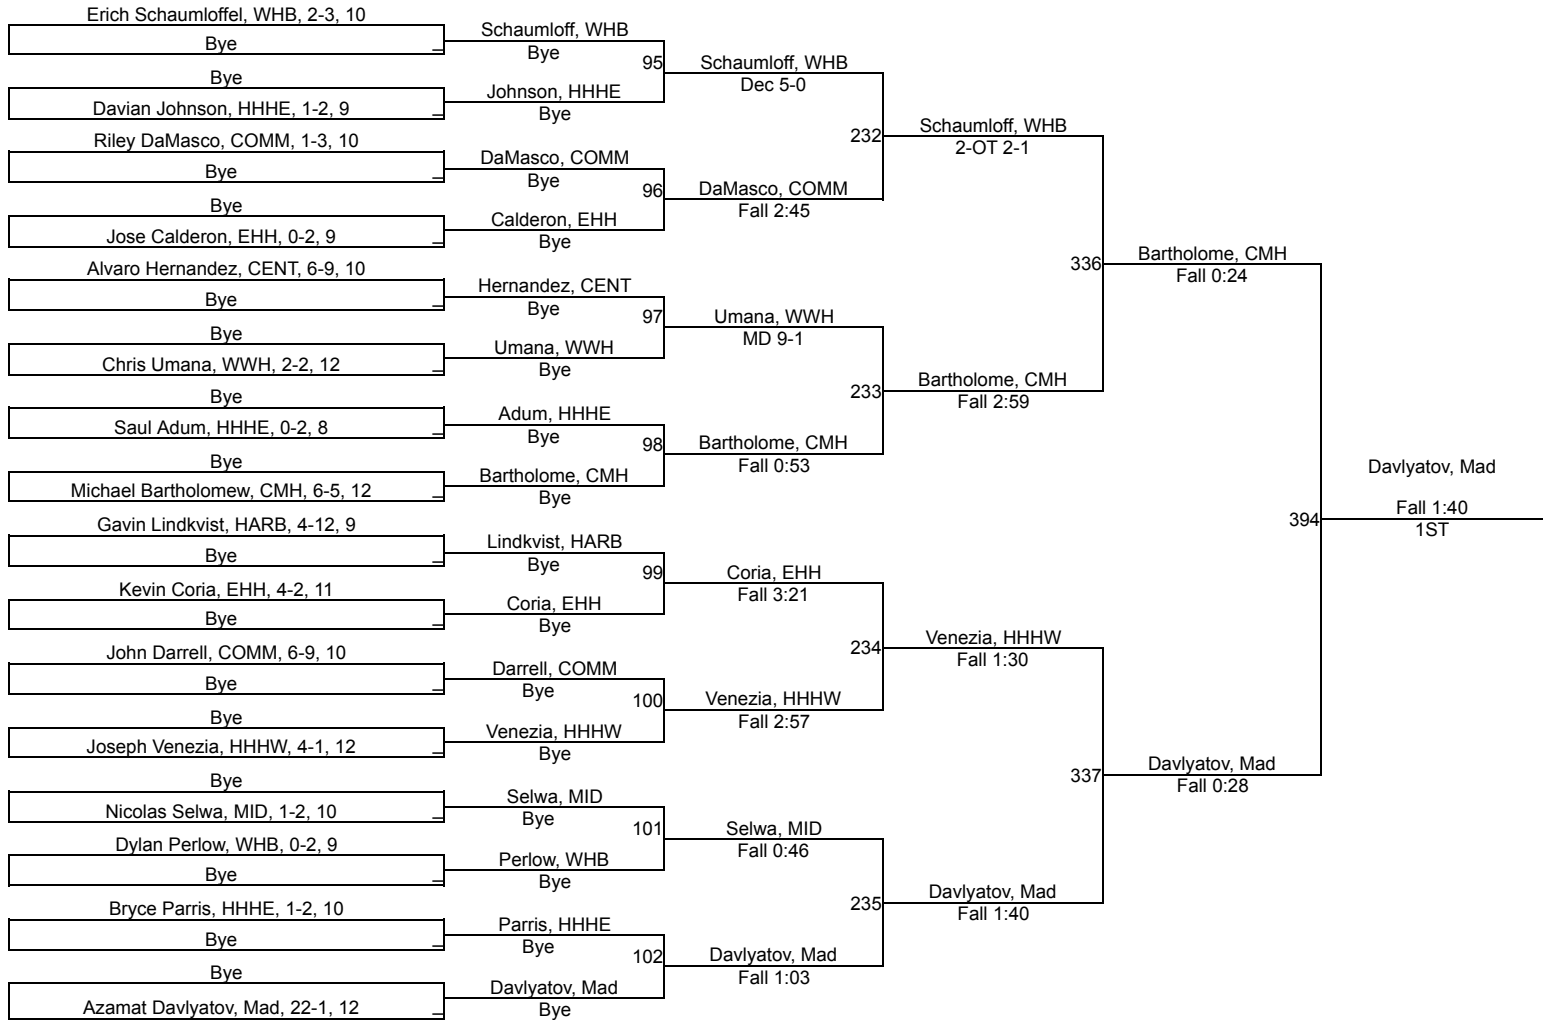 Erich Schaumloffel, WHB, 2-3, 10
Bye
Bye
Davian Johnson, HHHE, 1-2, 9
Riley DaMasco, COMM, 1-3, 10
Bye
Bye
Jose Calderon, EHH, 0-2, 9
Alvaro Hernandez, CENT, 6-9, 10
Bye
Bye
Chris Umana, WWH, 2-2, 12
Bye
Saul Adum, HHHE, 0-2, 8
Bye
Michael Bartholomew, CMH, 6-5, 12
Gavin Lindkvist, HARB, 4-12, 9
Bye
Kevin Coria, EHH, 4-2, 11
Bye
John Darrell, COMM, 6-9, 10
Bye
Bye
Joseph Venezia, HHHW, 4-1, 12
Bye
Nicolas Selwa, MID, 1-2, 10
Dylan Perlow, WHB, 0-2, 9
Bye
Bryce Parris, HHHE, 1-2, 10
Bye
Bye
Azamat Davlyatov, Mad, 22-1, 12
Schaumloff, WHB
Bye
95
Johnson, HHHE
Bye
DaMasco, COMM
Bye
96
Calderon, EHH
Bye
Hernandez, CENT
Bye
97
Umana, WWH
Bye
Adum, HHHE
Bye
98
Bartholome, CMH
Bye
Lindkvist, HARB
Bye
99
Coria, EHH
Bye
Darrell, COMM
Bye
100
Venezia, HHHW
Bye
Selwa, MID
Bye
101
Perlow, WHB
Bye
Parris, HHHE
Bye
102
Davlyatov, Mad
Bye
Schaumloff, WHB
Dec 5-0
232
DaMasco, COMM
Fall 2:45
Umana, WWH
MD 9-1
233
Bartholome, CMH
Fall 0:53
Coria, EHH
Fall 3:21
234
Venezia, HHHW
Fall 2:57
Selwa, MID
Fall 0:46
235
Davlyatov, Mad
Fall 1:03
Schaumloff, WHB
2-OT 2-1
336
Bartholome, CMH
Fall 2:59
Venezia, HHHW
Fall 1:30
337
Davlyatov, Mad
Fall 1:40
Bartholome, CMH
Fall 0:24
394
Davlyatov, Mad
Fall 0:28
Davlyatov, Mad
Fall 1:40
1ST